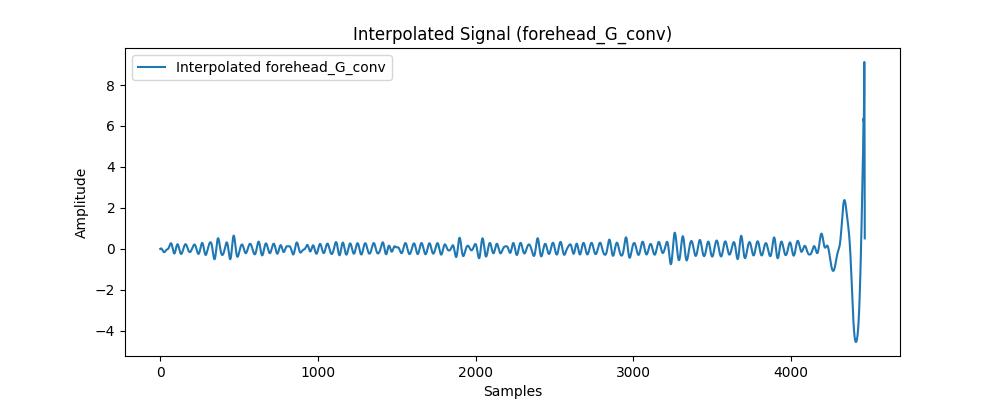 Interpolated Signal (forehead_G_conv)
Interpolated forehead_G_conv
8
6
4
2
0
−2
−4
Amplitude
0 1000 2000 3000 4000
Samples